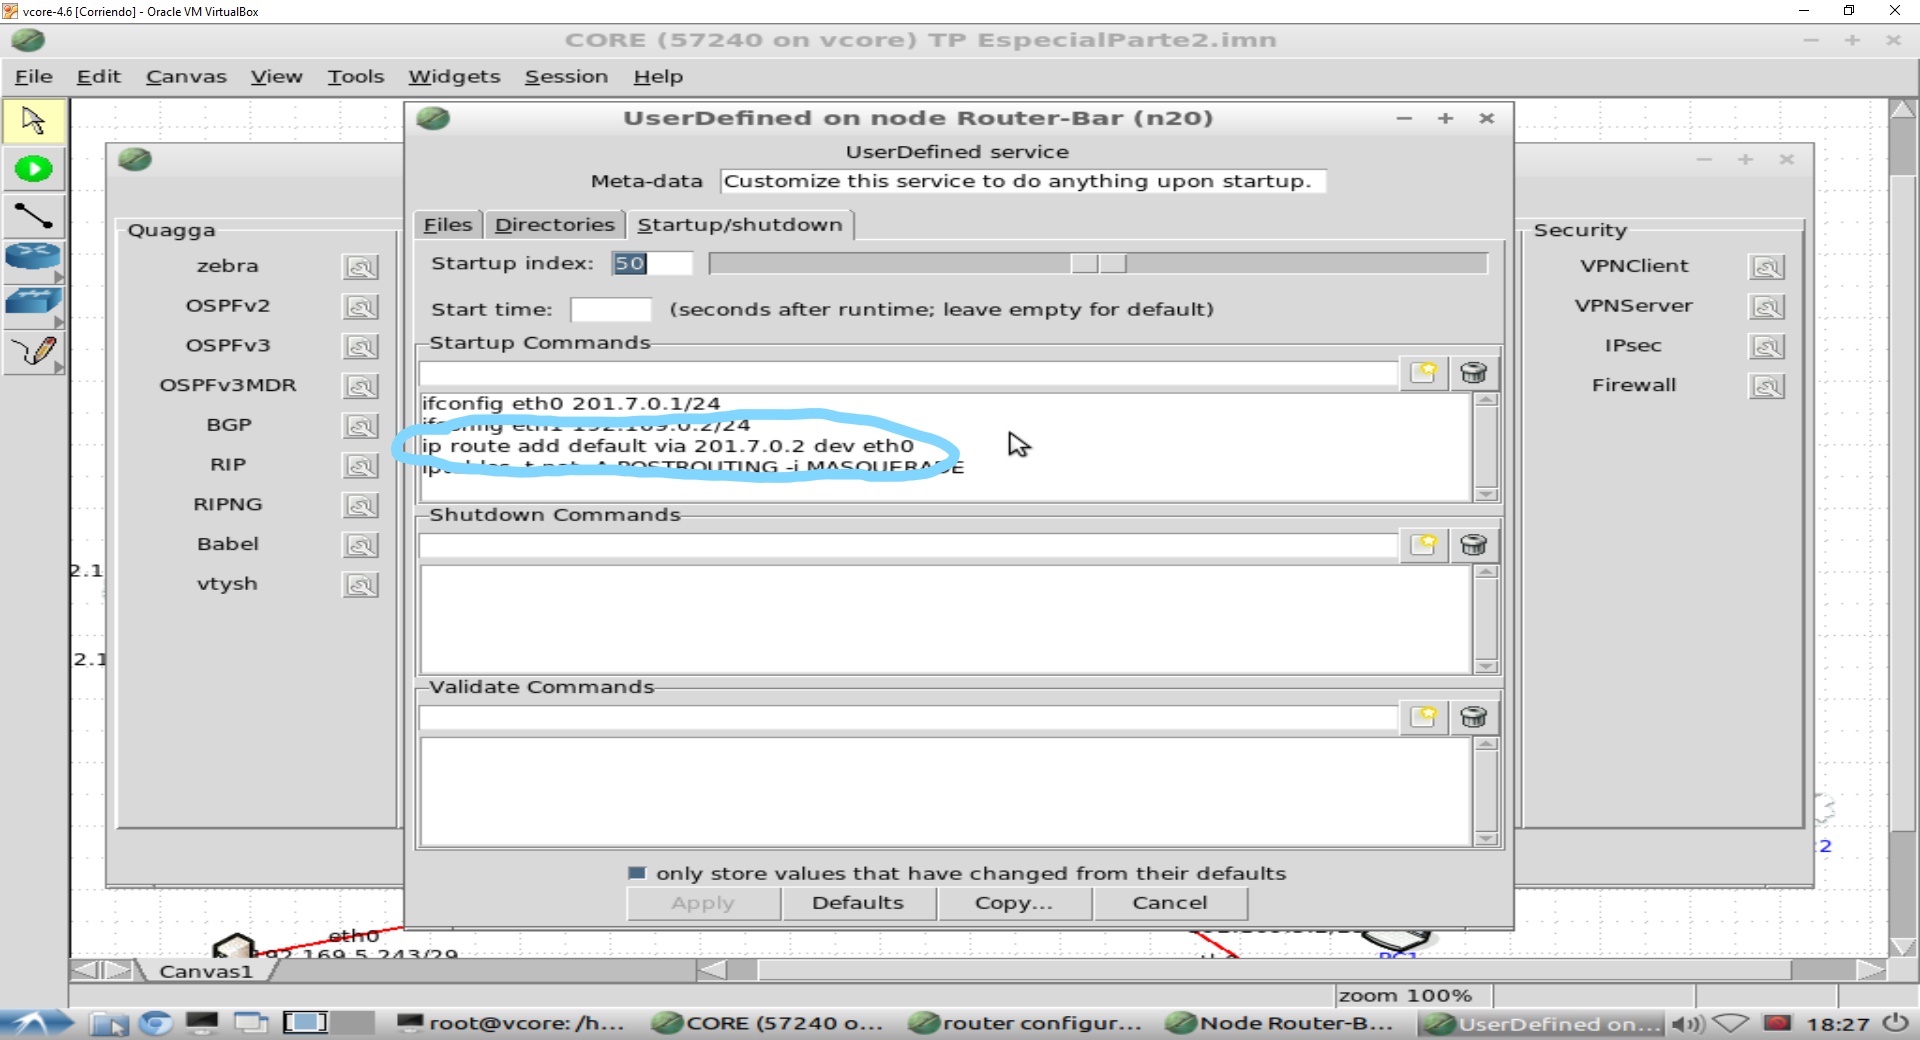 vcore-4.6 [Corriendo] - Oracle VM VirtualBox
CORE (57240 on vcore) TP EspecialParte2.imn
File Edit Canvas View Tools Widgets Session Help
UserDefined on node Router-Bar (n20)
UserDefined service
Meta-data Customize this service to do anything upon startup.
Files Directories Startup/shutdown
Startup index: 50
Start time: (seconds after runtime; leave empty for default)
Startup Commands
ifconfig eth0 201.7.0.1/24
ifconfig eth1 192.169.0.2/24
ip route add default via 201.7.0.2 dev eth0
-t nat -A POSTROUTING -j MASQUERADE
Shutdown Commands
Validate Commands
only store values that have changed from their defaults
Apply Defaults Copy... Cancel
Quagga
zebra
OSPFv2
OSPFv3
OSPFv3MDR
BGP
RIP
RIPNG
Babel
vtysh
Security
VPNClient
VPNServer
IPsec
Firewall
2.1
2.1
:2
eth0
92.169.5.243/29
PC1
Canvas1
zoom 100%
root@vcore: /h... CORE (57240 o... router configur... Node Router-B... UserDefined on... 18:27